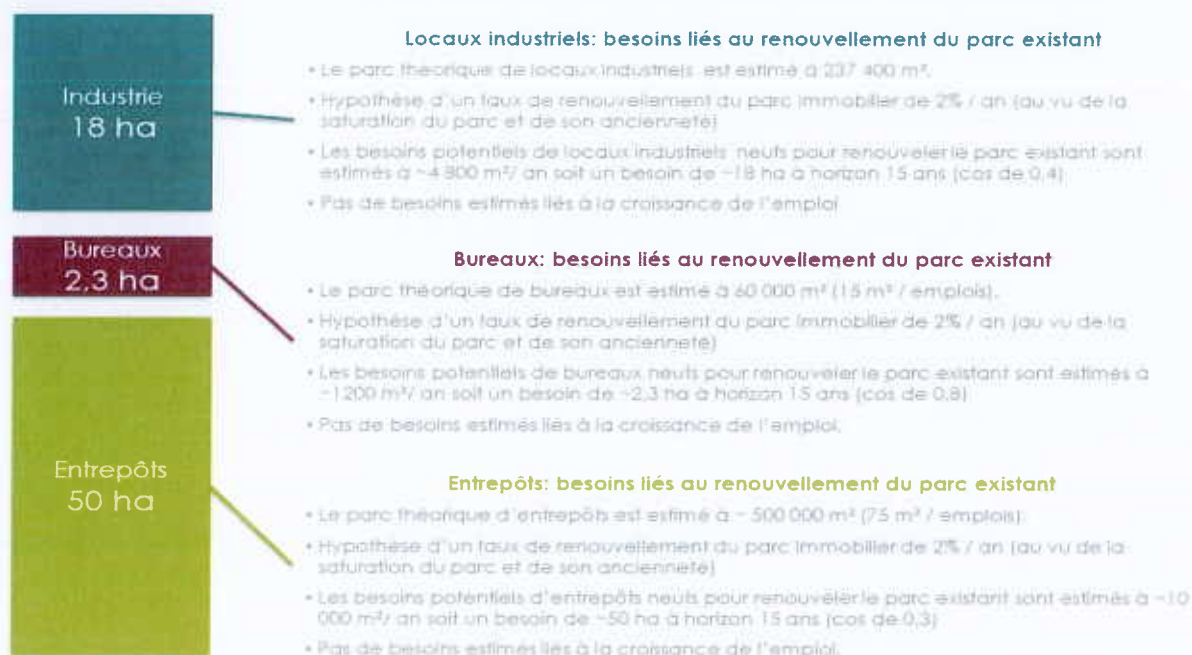 Industrie
18 ha
Locaux industriels: besoins liés au renouvellement du parc existant
• Le parc théorique de locaux industriels est estimé à 237 400 m².
• Hypothèse d'un taux de renouvellement du parc immobilier de 2% / an (au vu de la
saturation du parc et de son ancienneté)
• Les besoins potentiels de locaux industriels neufs pour renouveler le parc existant sont
estimés à ~4 800 m²/ an soit un besoin de ~18 ha à horizon 15 ans (cos de 0,4)
• Pas de besoins estimés liés à la croissance de l'emploi
Bureaux
2,3 ha
Bureaux: besoins liés au renouvellement du parc existant
• Le parc théorique de bureaux est estimé à 60 000 m² (15 m² / emplois).
• Hypothèse d'un taux de renouvellement du parc immobilier de 2% / an (au vu de la
saturation du parc et de son ancienneté)
• Les besoins potentiels de bureaux neufs pour renouveler le parc existant sont estimés à
~1200 m²/ an soit un besoin de ~2,3 ha à horizon 15 ans (cos de 0,8)
• Pas de besoins estimés liés à la croissance de l'emploi.
Entrepôts
50 ha
Entrepôts: besoins liés au renouvellement du parc existant
• Le parc théorique d'entrepôts est estimé à ~ 500 000 m² (75 m² / emplois).
• Hypothèse d'un taux de renouvellement du parc immobilier de 2% / an (au vu de la
saturation du parc et de son ancienneté)
• Les besoins potentiels d'entrepôts neufs pour renouveler le parc existant sont estimés à ~10
000 m²/ an soit un besoin de ~50 ha à horizon 15 ans (cos de 0,3)
• Pas de besoins estimés liés à la croissance de l'emploi.